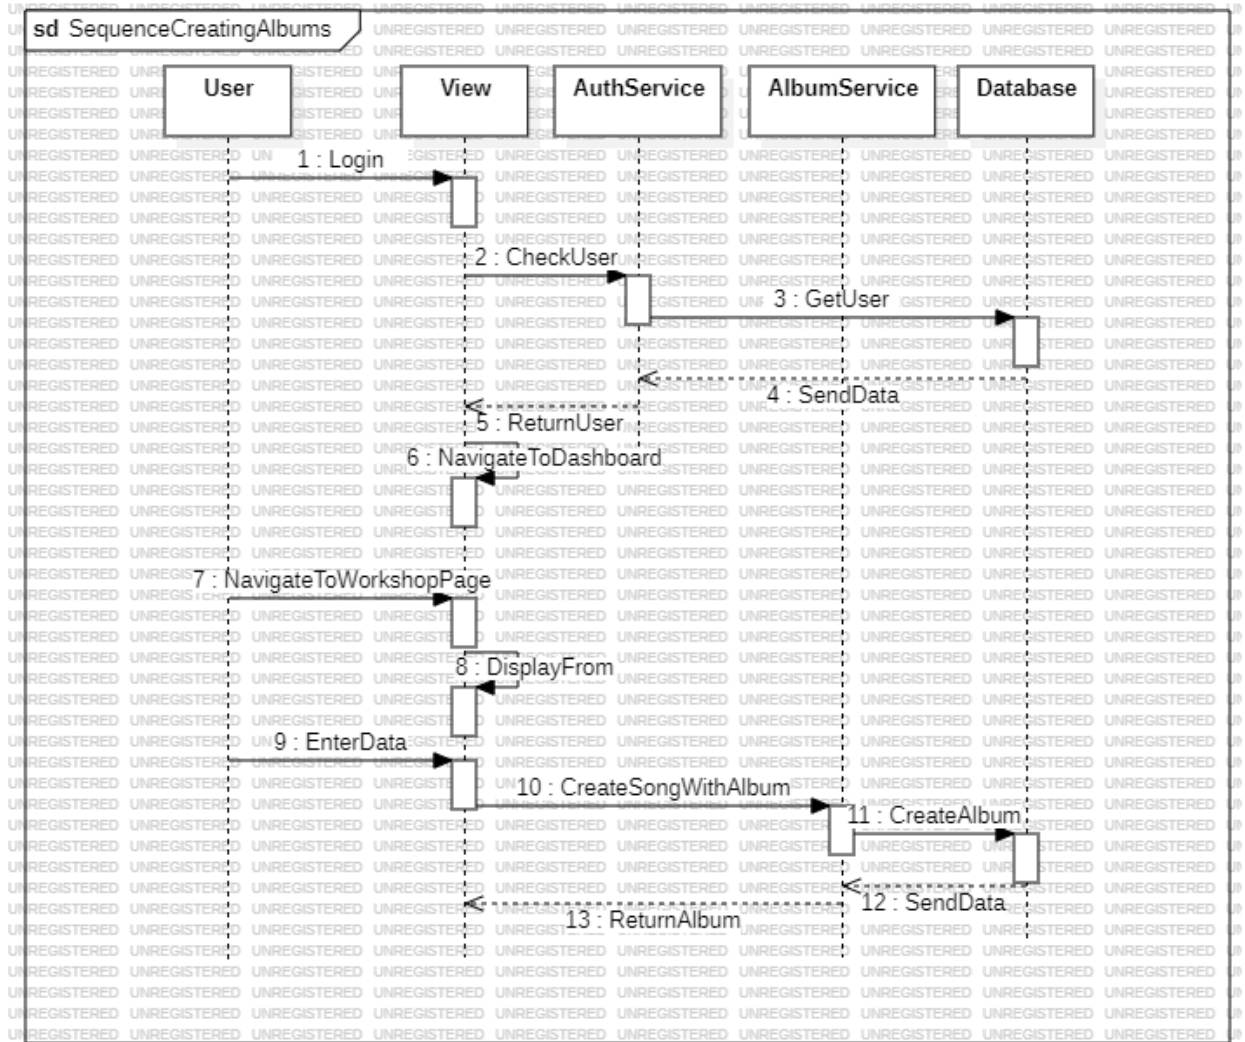 sd SequenceCreatingAlbums
User View AuthService AlbumService Database
1 : Login
2 : CheckUser
3 : GetUser
4 : SendData
5 : ReturnUser
6 : NavigateToDashboard
7 : NavigateToWorkshopPage
8 : DisplayFrom
9 : EnterData
10 : CreateSongWithAlbum
11 : CreateAlbum
12 : SendData
13 : ReturnAlbum
UNREGISTERED